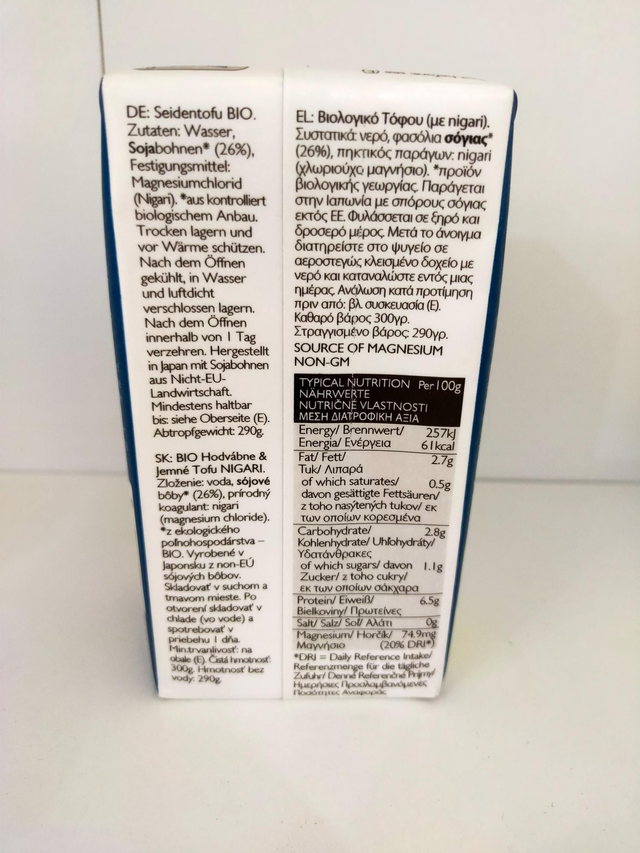 DE: Seidentofu BIO.
Zutaten: Wasser,
Sojabohnen* (26%),
Festigungsmittel:
Magnesiumchlorid
(Nigari). *aus kontrolliert
biologischem Anbau.
Trocken lagern und
vor Wärme schützen.
Nach dem Öffnen
gekühlt, in Wasser
und luftdicht
verschlossen lagern.
Nach dem Öffnen
innerhalb von 1 Tag
verzehren. Hergestellt
in Japan mit Sojabohnen
aus Nicht-EU-
Landwirtschaft.
Mindestens haltbar
bis: siehe Oberseite (E).
Abtropfgewicht: 290g.
SK: BIO Hodvábne &
Jemné Tofu NIGARI.
Zloženie: voda, sójové
bôby* (26%), prírodný
koagulant: nigari
(magnesium chloride).
*z ekologického
poľnohospodárstva –
BIO. Vyrobené v
Japonsku z non-EÚ
sójových bôbov.
Skladovať v suchom a
tmavom mieste. Po
otvorení skladovať v
chlade (vo vode) a
spotrebovať v
priebehu 1 dňa.
Min.trvanlivosť: na
obale (E). Čistá hmotnosť:
300g. Hmotnosť bez
vody: 290g.
EL: Βιολογικό Τόφου (με nigari).
Συστατικά: νερό, φασόλια σόγιας*
(26%), πηκτικός παράγων: nigari
(χλωριούχο μαγνήσιο). *προϊόν
βιολογικής γεωργίας. Παράγεται
στην Ιαπωνία με σπόρους σόγιας
εκτός ΕΕ. Φυλάσσεται σε ξηρό και
δροσερό μέρος. Μετά το άνοιγμα
διατηρείστε στο ψυγείο σε
αεροστεγώς κλεισμένο δοχείο με
νερό και καταναλώστε εντός μιας
ημέρας. Ανάλωση κατά προτίμηση
πριν από: βλ. συσκευασία (E).
Καθαρό βάρος 300γρ.
Στραγγισμένο βάρος: 290γρ.
SOURCE OF MAGNESIUM
NON-GM
TYPICAL NUTRITION Per 100g
NÄHRWERTE
NUTRIČNÉ VLASTNOSTI
ΜΕΣΗ ΔΙΑΤΡΟΦΙΚΗ ΑΞΙΑ
Energy/ Brennwert/ 257kJ
Energia/ Ενέργεια 61kcal
Fat/ Fett/ 2.7g
Tuk/ Λιπαρά
of which saturates/ 0.5g
davon gesättigte Fettsäuren/
z toho nasýtených tukov/ εκ
των οποίων κορεσμένα
Carbohydrate/ 2.8g
Kohlenhydrate/ Uhľohydráty/
Υδατάνθρακες
of which sugars/ davon 1.1g
Zucker/ z toho cukry/
εκ των οποίων σάκχαρα
Protein/ Eiweiß/ 6.5g
Bielkoviny/ Πρωτεΐνες
Salt/ Salz/ Soľ/ Αλάτι 0g
Magnesium/ Horčík/ 74.9mg
Μαγνήσιο (20% DRI*)
*DRI = Daily Reference Intake/
Referenzmenge für die tägliche
Zufuhr/ Denné Referenčné Príjmy/
Ημερήσιες Προσλαμβανόμενες
Ποσότητες Αναφοράς